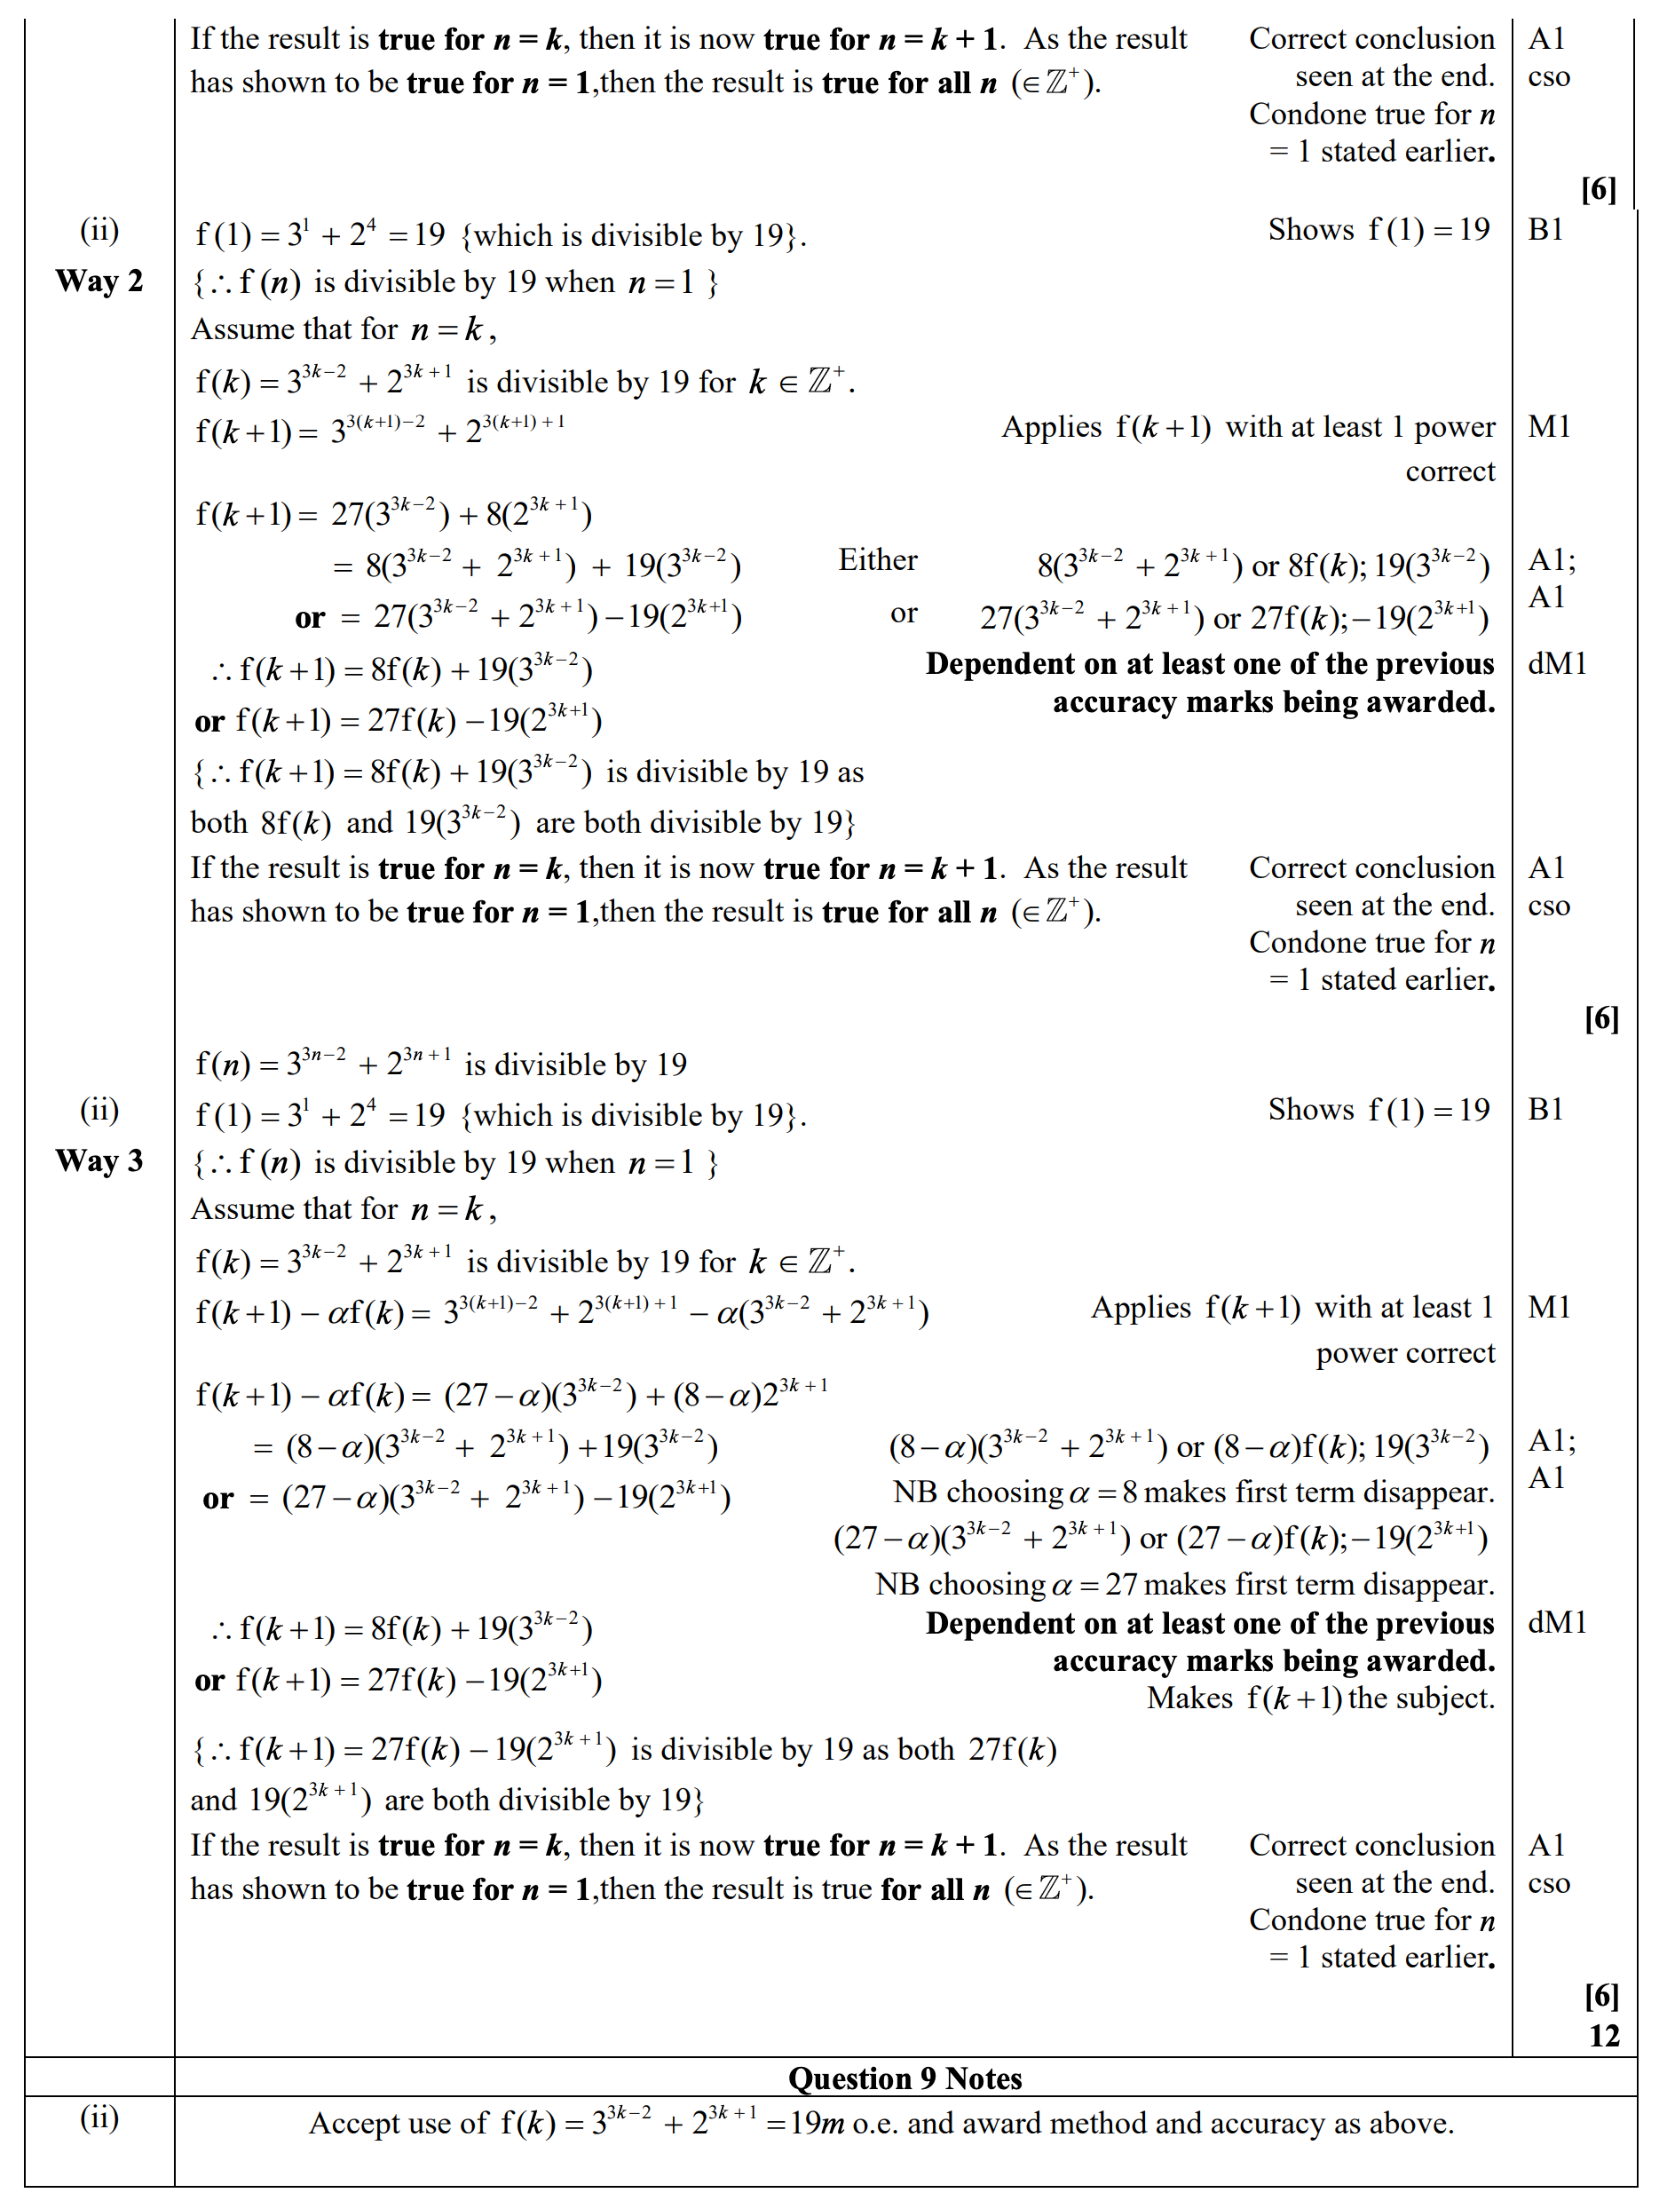 If the result is true for n = k, then it is now true for n = k + 1. As the result Correct conclusion A1
has shown to be true for n = 1,then the result is true for all n (∈ℤ⁺). seen at the end. cso
Condone true for n
= 1 stated earlier.
[6]
(ii) f(1) = 3¹ + 2⁴ = 19 {which is divisible by 19}. Shows f(1) = 19 B1
Way 2 {∴ f(n) is divisible by 19 when n = 1 }
Assume that for n = k,
f(k) = 3^(3k−2) + 2^(3k+1) is divisible by 19 for k ∈ ℤ⁺.
f(k+1) = 3^(3(k+1)−2) + 2^(3(k+1)+1) Applies f(k+1) with at least 1 power M1
correct
f(k+1) = 27(3^(3k−2)) + 8(2^(3k+1))
= 8(3^(3k−2) + 2^(3k+1)) + 19(3^(3k−2)) Either 8(3^(3k−2) + 2^(3k+1)) or 8f(k); 19(3^(3k−2)) A1;
or = 27(3^(3k−2) + 2^(3k+1)) − 19(2^(3k+1)) or 27(3^(3k−2) + 2^(3k+1)) or 27f(k); −19(2^(3k+1)) A1
∴ f(k+1) = 8f(k) + 19(3^(3k−2)) Dependent on at least one of the previous dM1
or f(k+1) = 27f(k) − 19(2^(3k+1)) accuracy marks being awarded.
{∴ f(k+1) = 8f(k) + 19(3^(3k−2)) is divisible by 19 as
both 8f(k) and 19(3^(3k−2)) are both divisible by 19}
If the result is true for n = k, then it is now true for n = k + 1. As the result Correct conclusion A1
has shown to be true for n = 1,then the result is true for all n (∈ℤ⁺). seen at the end. cso
Condone true for n
= 1 stated earlier.
[6]
f(n) = 3^(3n−2) + 2^(3n+1) is divisible by 19
(ii) f(1) = 3¹ + 2⁴ = 19 {which is divisible by 19}. Shows f(1) = 19 B1
Way 3 {∴ f(n) is divisible by 19 when n = 1 }
Assume that for n = k,
f(k) = 3^(3k−2) + 2^(3k+1) is divisible by 19 for k ∈ ℤ⁺.
f(k+1) − αf(k) = 3^(3(k+1)−2) + 2^(3(k+1)+1) − α(3^(3k−2) + 2^(3k+1)) Applies f(k+1) with at least 1 M1
power correct
f(k+1) − αf(k) = (27−α)(3^(3k−2)) + (8−α)2^(3k+1)
= (8−α)(3^(3k−2) + 2^(3k+1)) + 19(3^(3k−2)) (8−α)(3^(3k−2) + 2^(3k+1)) or (8−α)f(k); 19(3^(3k−2)) A1;
or = (27−α)(3^(3k−2) + 2^(3k+1)) − 19(2^(3k+1)) NB choosing α = 8 makes first term disappear. A1
(27−α)(3^(3k−2) + 2^(3k+1)) or (27−α)f(k); −19(2^(3k+1))
NB choosing α = 27 makes first term disappear.
∴ f(k+1) = 8f(k) + 19(3^(3k−2)) Dependent on at least one of the previous dM1
or f(k+1) = 27f(k) − 19(2^(3k+1)) accuracy marks being awarded.
Makes f(k+1) the subject.
{∴ f(k+1) = 27f(k) − 19(2^(3k+1)) is divisible by 19 as both 27f(k)
and 19(2^(3k+1)) are both divisible by 19}
If the result is true for n = k, then it is now true for n = k + 1. As the result Correct conclusion A1
has shown to be true for n = 1,then the result is true for all n (∈ℤ⁺). seen at the end. cso
Condone true for n
= 1 stated earlier.
[6]
12
Question 9 Notes
(ii) Accept use of f(k) = 3^(3k−2) + 2^(3k+1) = 19m o.e. and award method and accuracy as above.